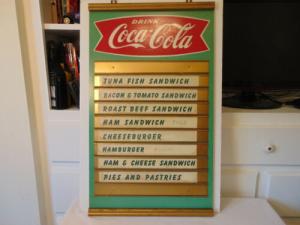 DRINK
Coca-Cola
TUNA FISH SANDWICH
BACON & TOMATO SANDWICH
ROAST BEEF SANDWICH
HAM SANDWICH
CHEESEBURGER
HAMBURGER
HAM & CHEESE SANDWICH
PIES AND PASTRIES